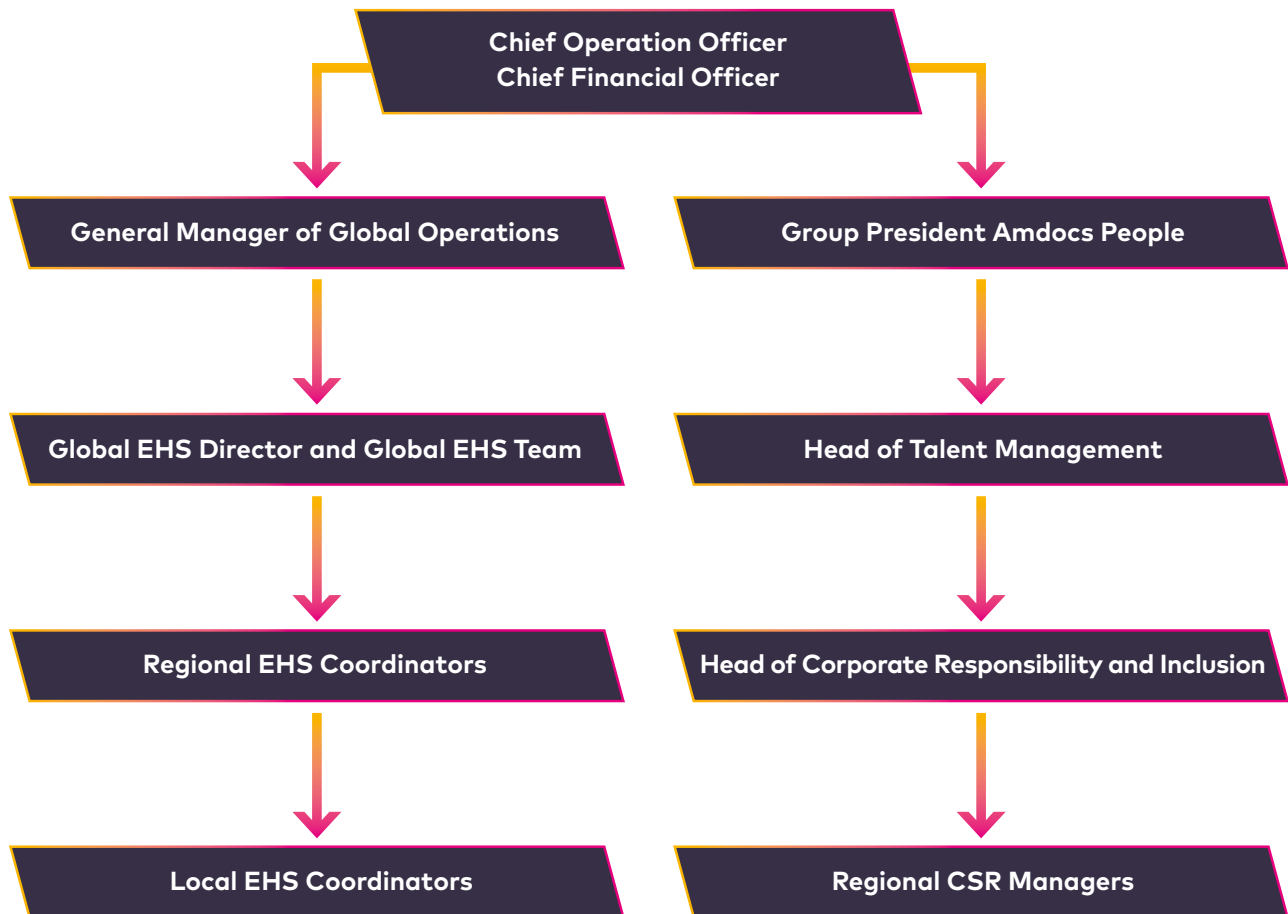 Chief Operation Officer
Chief Financial Officer
General Manager of Global Operations
Group President Amdocs People
Global EHS Director and Global EHS Team
Head of Talent Management
Regional EHS Coordinators
Head of Corporate Responsibility and Inclusion
Local EHS Coordinators
Regional CSR Managers